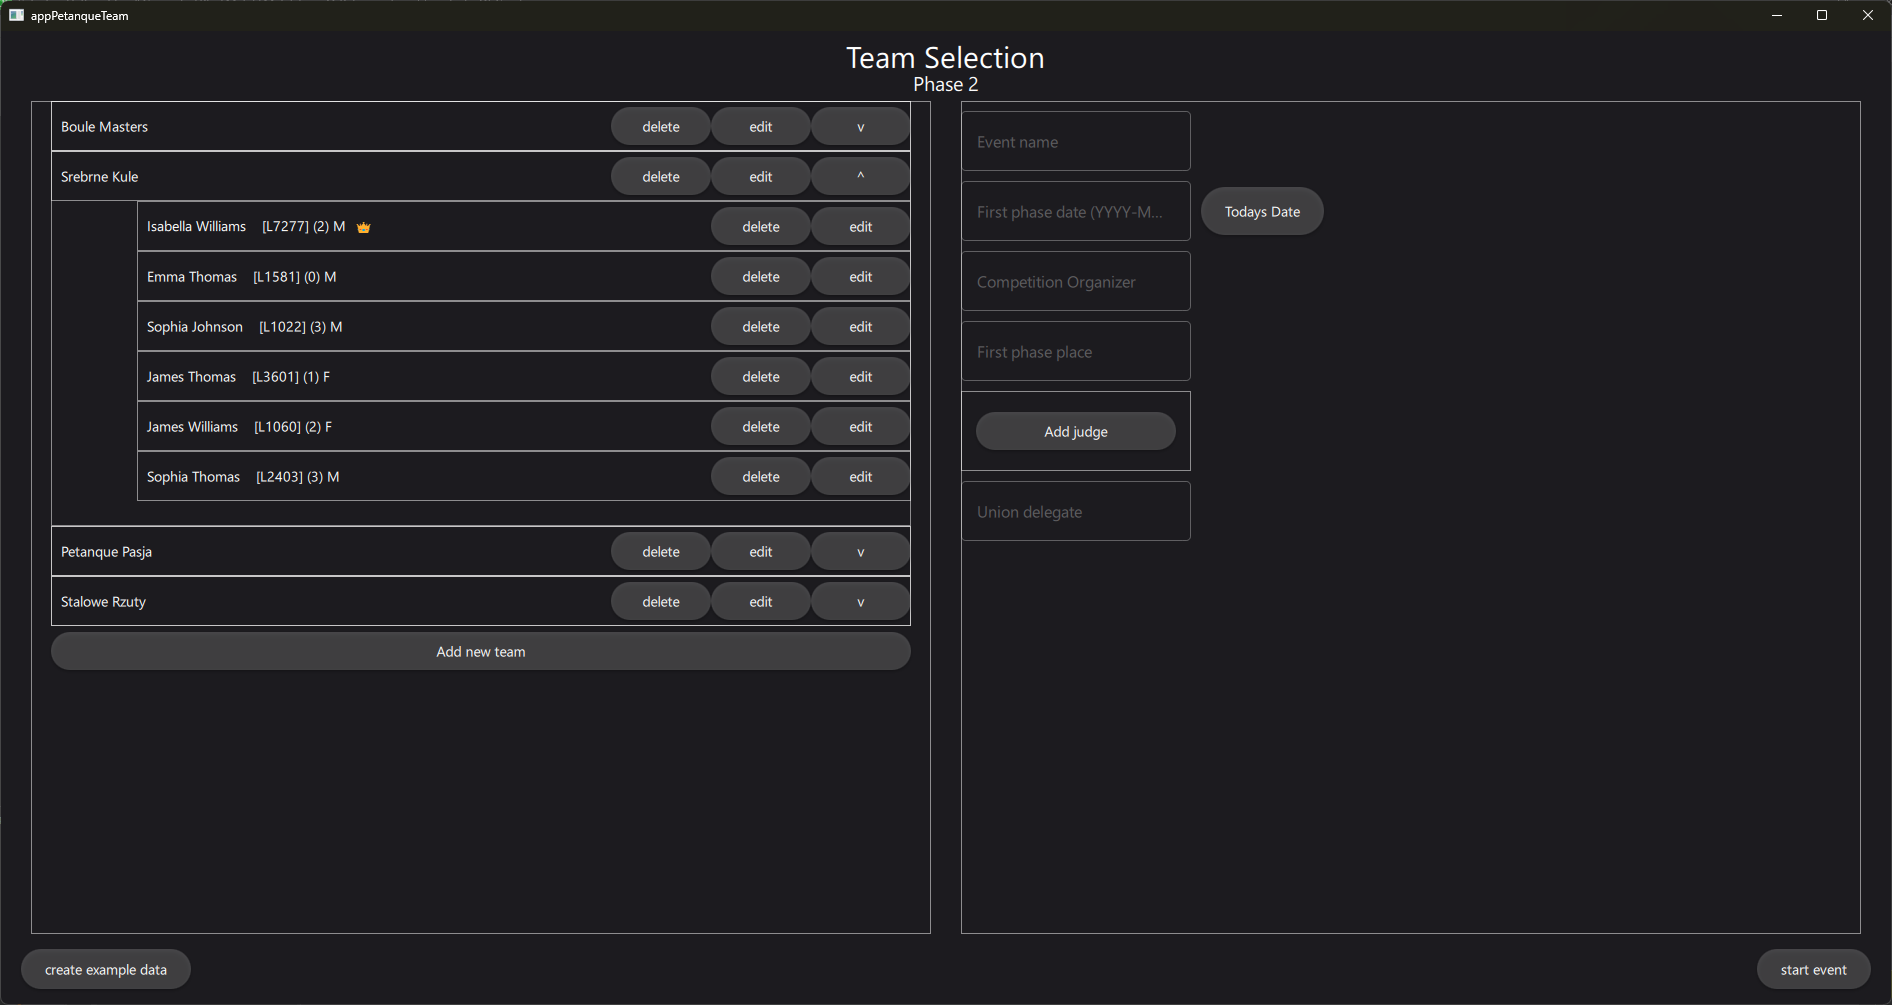 appPetanqueTeam
Team Selection
Phase 2
Boule Masters delete edit v
Srebrne Kule delete edit ^
Isabella Williams [L7277] (2) M delete edit
Emma Thomas [L1581] (0) M delete edit
Sophia Johnson [L1022] (3) M delete edit
James Thomas [L3601] (1) F delete edit
James Williams [L1060] (2) F delete edit
Sophia Thomas [L2403] (3) M delete edit
Petanque Pasja delete edit v
Stalowe Rzuty delete edit v
Add new team
Event name
First phase date (YYYY-M... Todays Date
Competition Organizer
First phase place
Add judge
Union delegate
create example data
start event